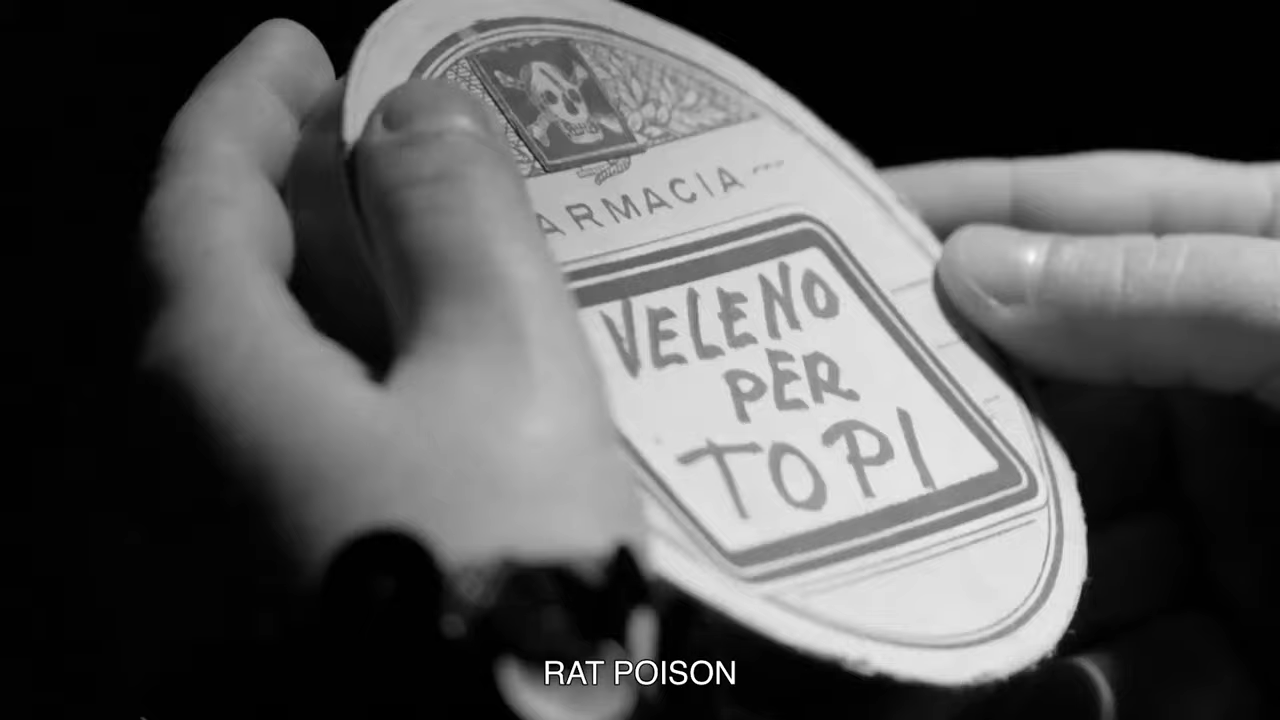 ARMACIA
VELENO
PER
TOPI
RAT POISON